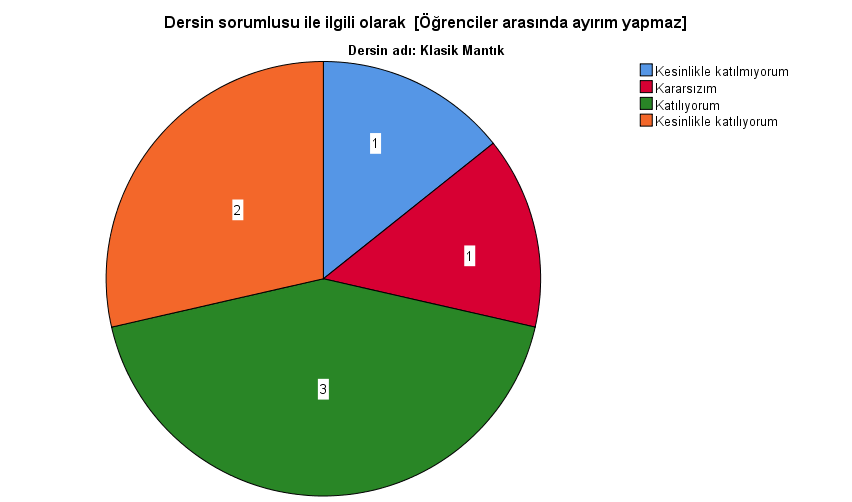 Dersin sorumlusu ile ilgili olarak  [Öğrenciler arasında ayırım yapmaz]
Dersin adı: Klasik Mantık
Kesinlikle katılmıyorum
Kararsızım
Katılıyorum
Kesinlikle katılıyorum
1
2
1
3